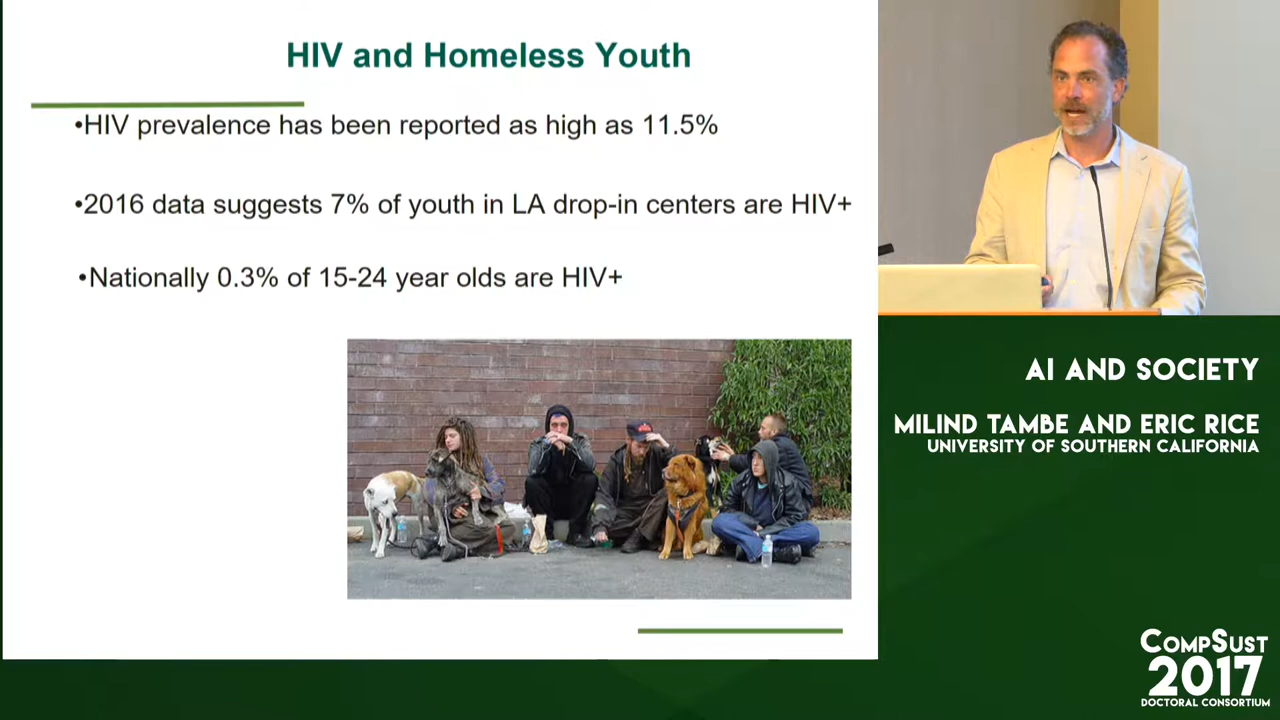 HIV and Homeless Youth
•HIV prevalence has been reported as high as 11.5%
•2016 data suggests 7% of youth in LA drop-in centers are HIV+
•Nationally 0.3% of 15-24 year olds are HIV+
AI AND SOCIETY
MILIND TAMBE AND ERIC RICE
UNIVERSITY OF SOUTHERN CALIFORNIA
COMPSUST
2017
DOCTORAL CONSORTIUM